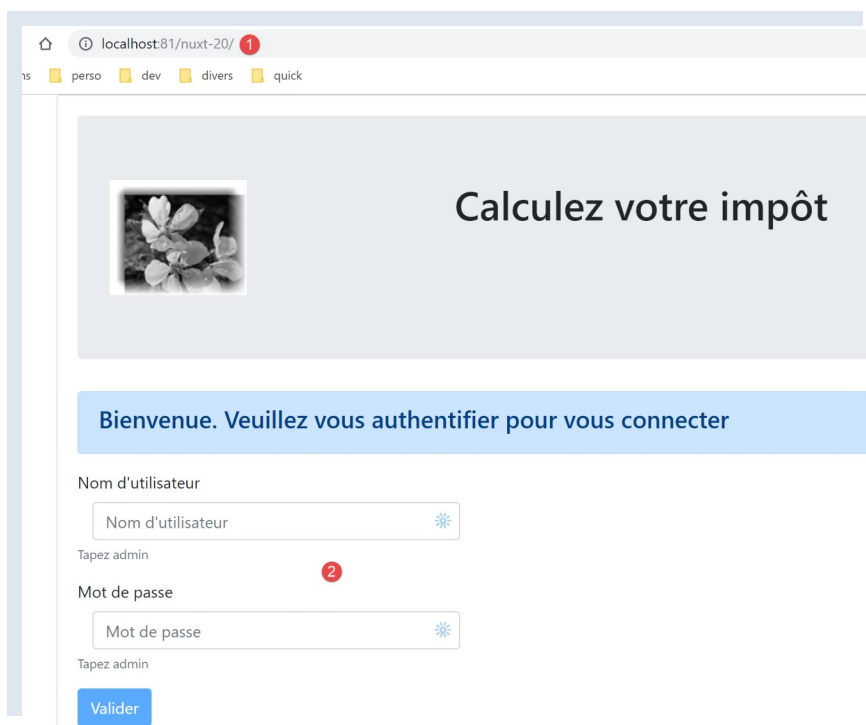 localhost:81/nuxt-20/ 1
ns perso dev divers quick
Calculez votre impôt
Bienvenue. Veuillez vous authentifier pour vous connecter
Nom d'utilisateur
Nom d'utilisateur
Tapez admin
2
Mot de passe
Mot de passe
Tapez admin
Valider